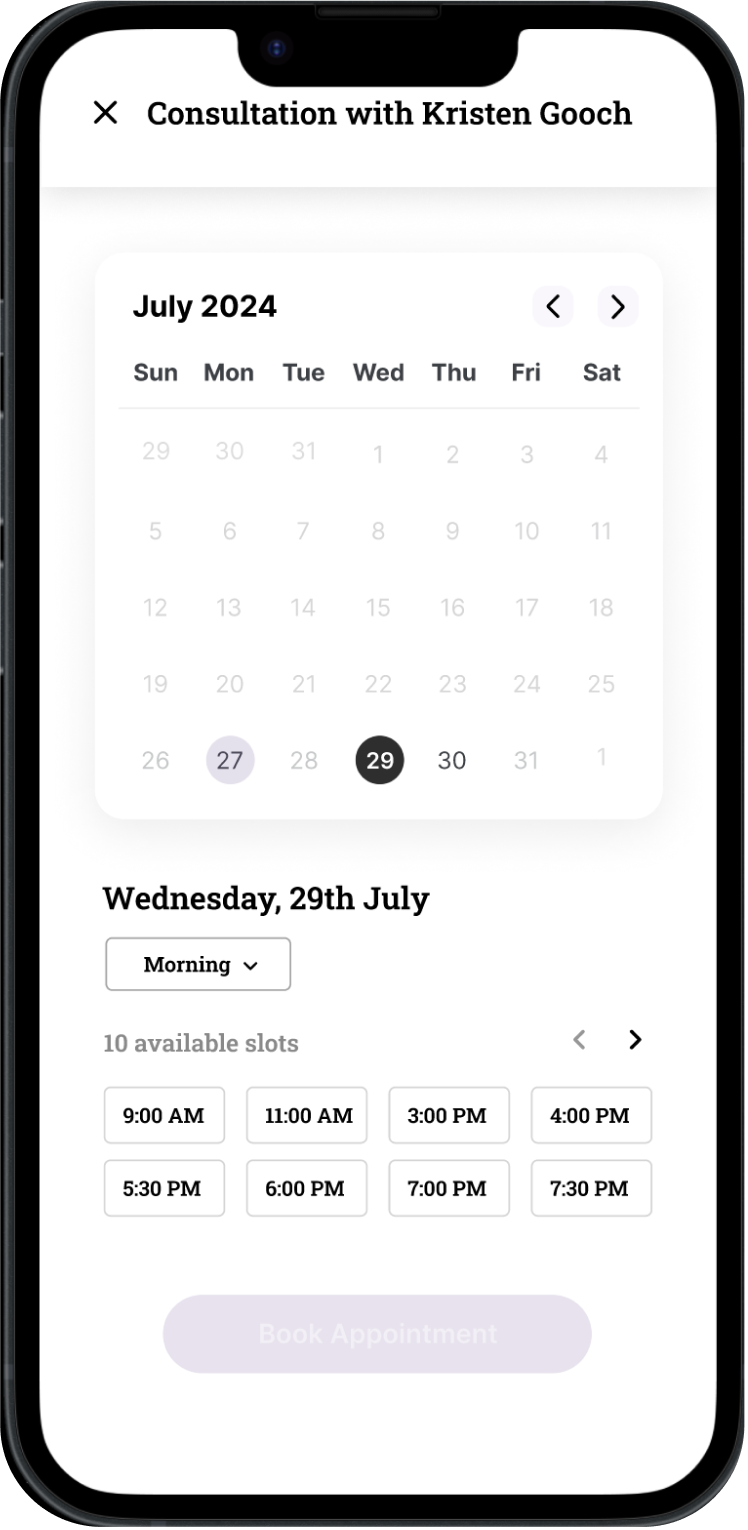 Consultation with Kristen Gooch
July 2024
Sun Mon Tue Wed Thu Fri Sat
29 30 31 1 2 3 4
5 6 7 8 9 10 11
12 13 14 15 16 17 18
19 20 21 22 23 24 25
26 27 28 29 30 31 1
Wednesday, 29th July
Morning
10 available slots
9:00 AM 11:00 AM 3:00 PM 4:00 PM
5:30 PM 6:00 PM 7:00 PM 7:30 PM
Book Appointment